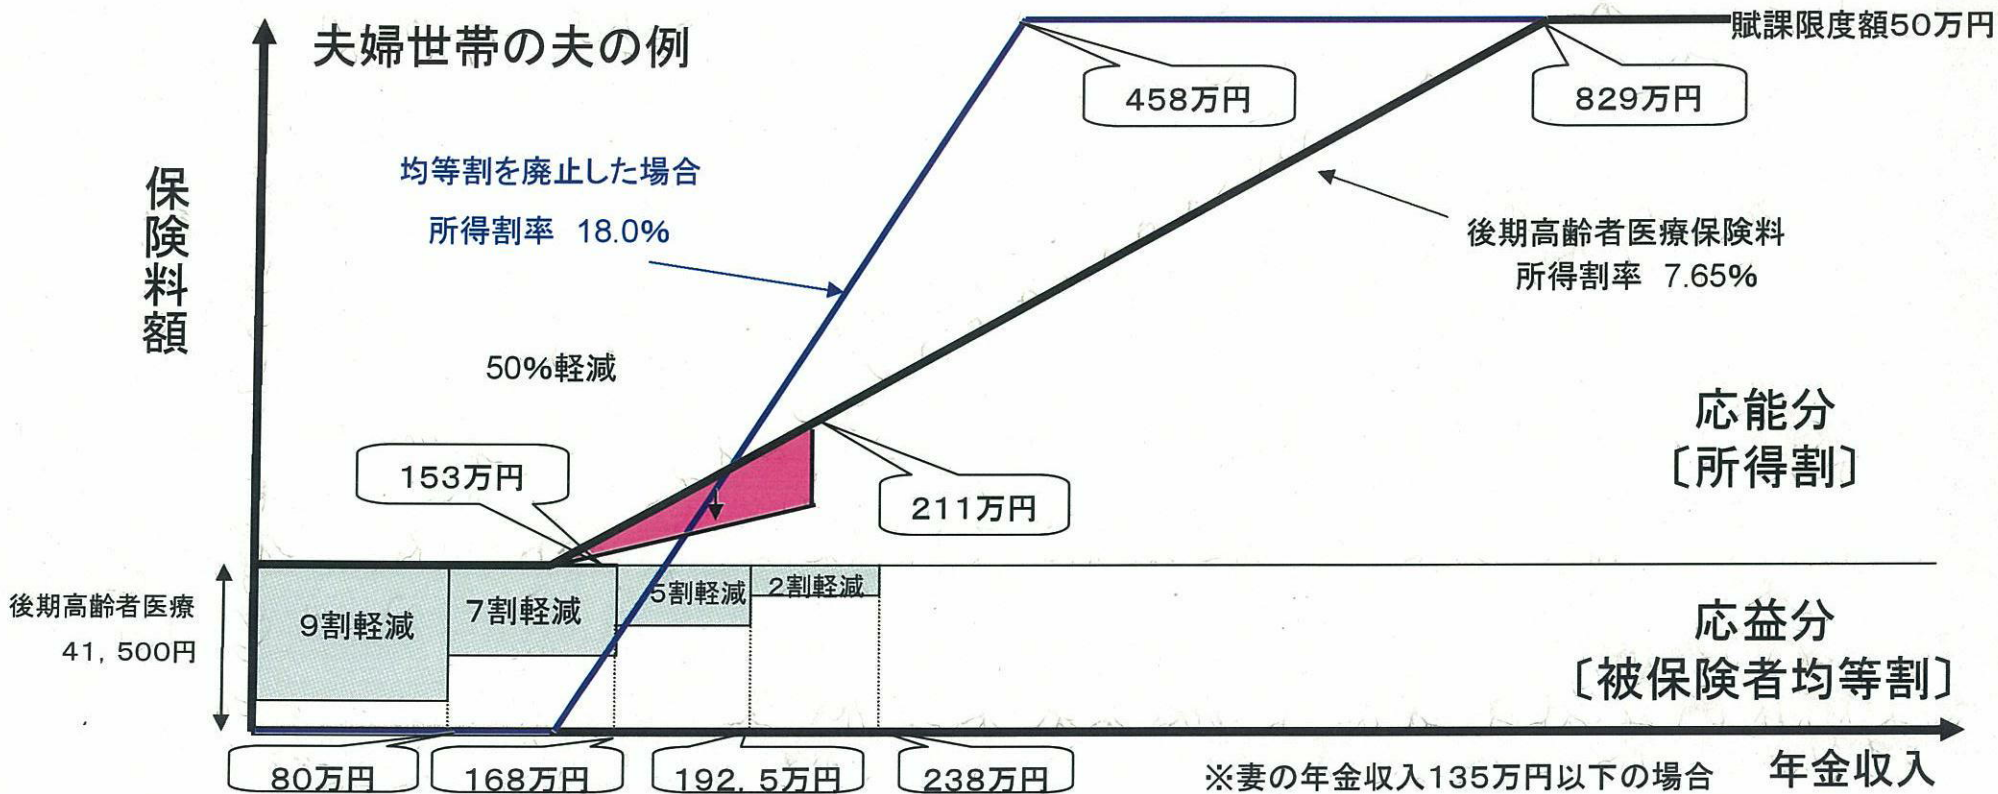 夫婦世帯の夫の例
賦課限度額50万円
458万円
829万円
保険料額
均等割を廃止した場合
所得割率 18.0%
後期高齢者医療保険料
所得割率 7.65%
50%軽減
応能分
〔所得割〕
153万円
211万円
9割軽減
7割軽減
5割軽減
2割軽減
後期高齢者医療
41,500円
応益分
〔被保険者均等割〕
80万円
168万円
192.5万円
238万円
※妻の年金収入135万円以下の場合
年金収入